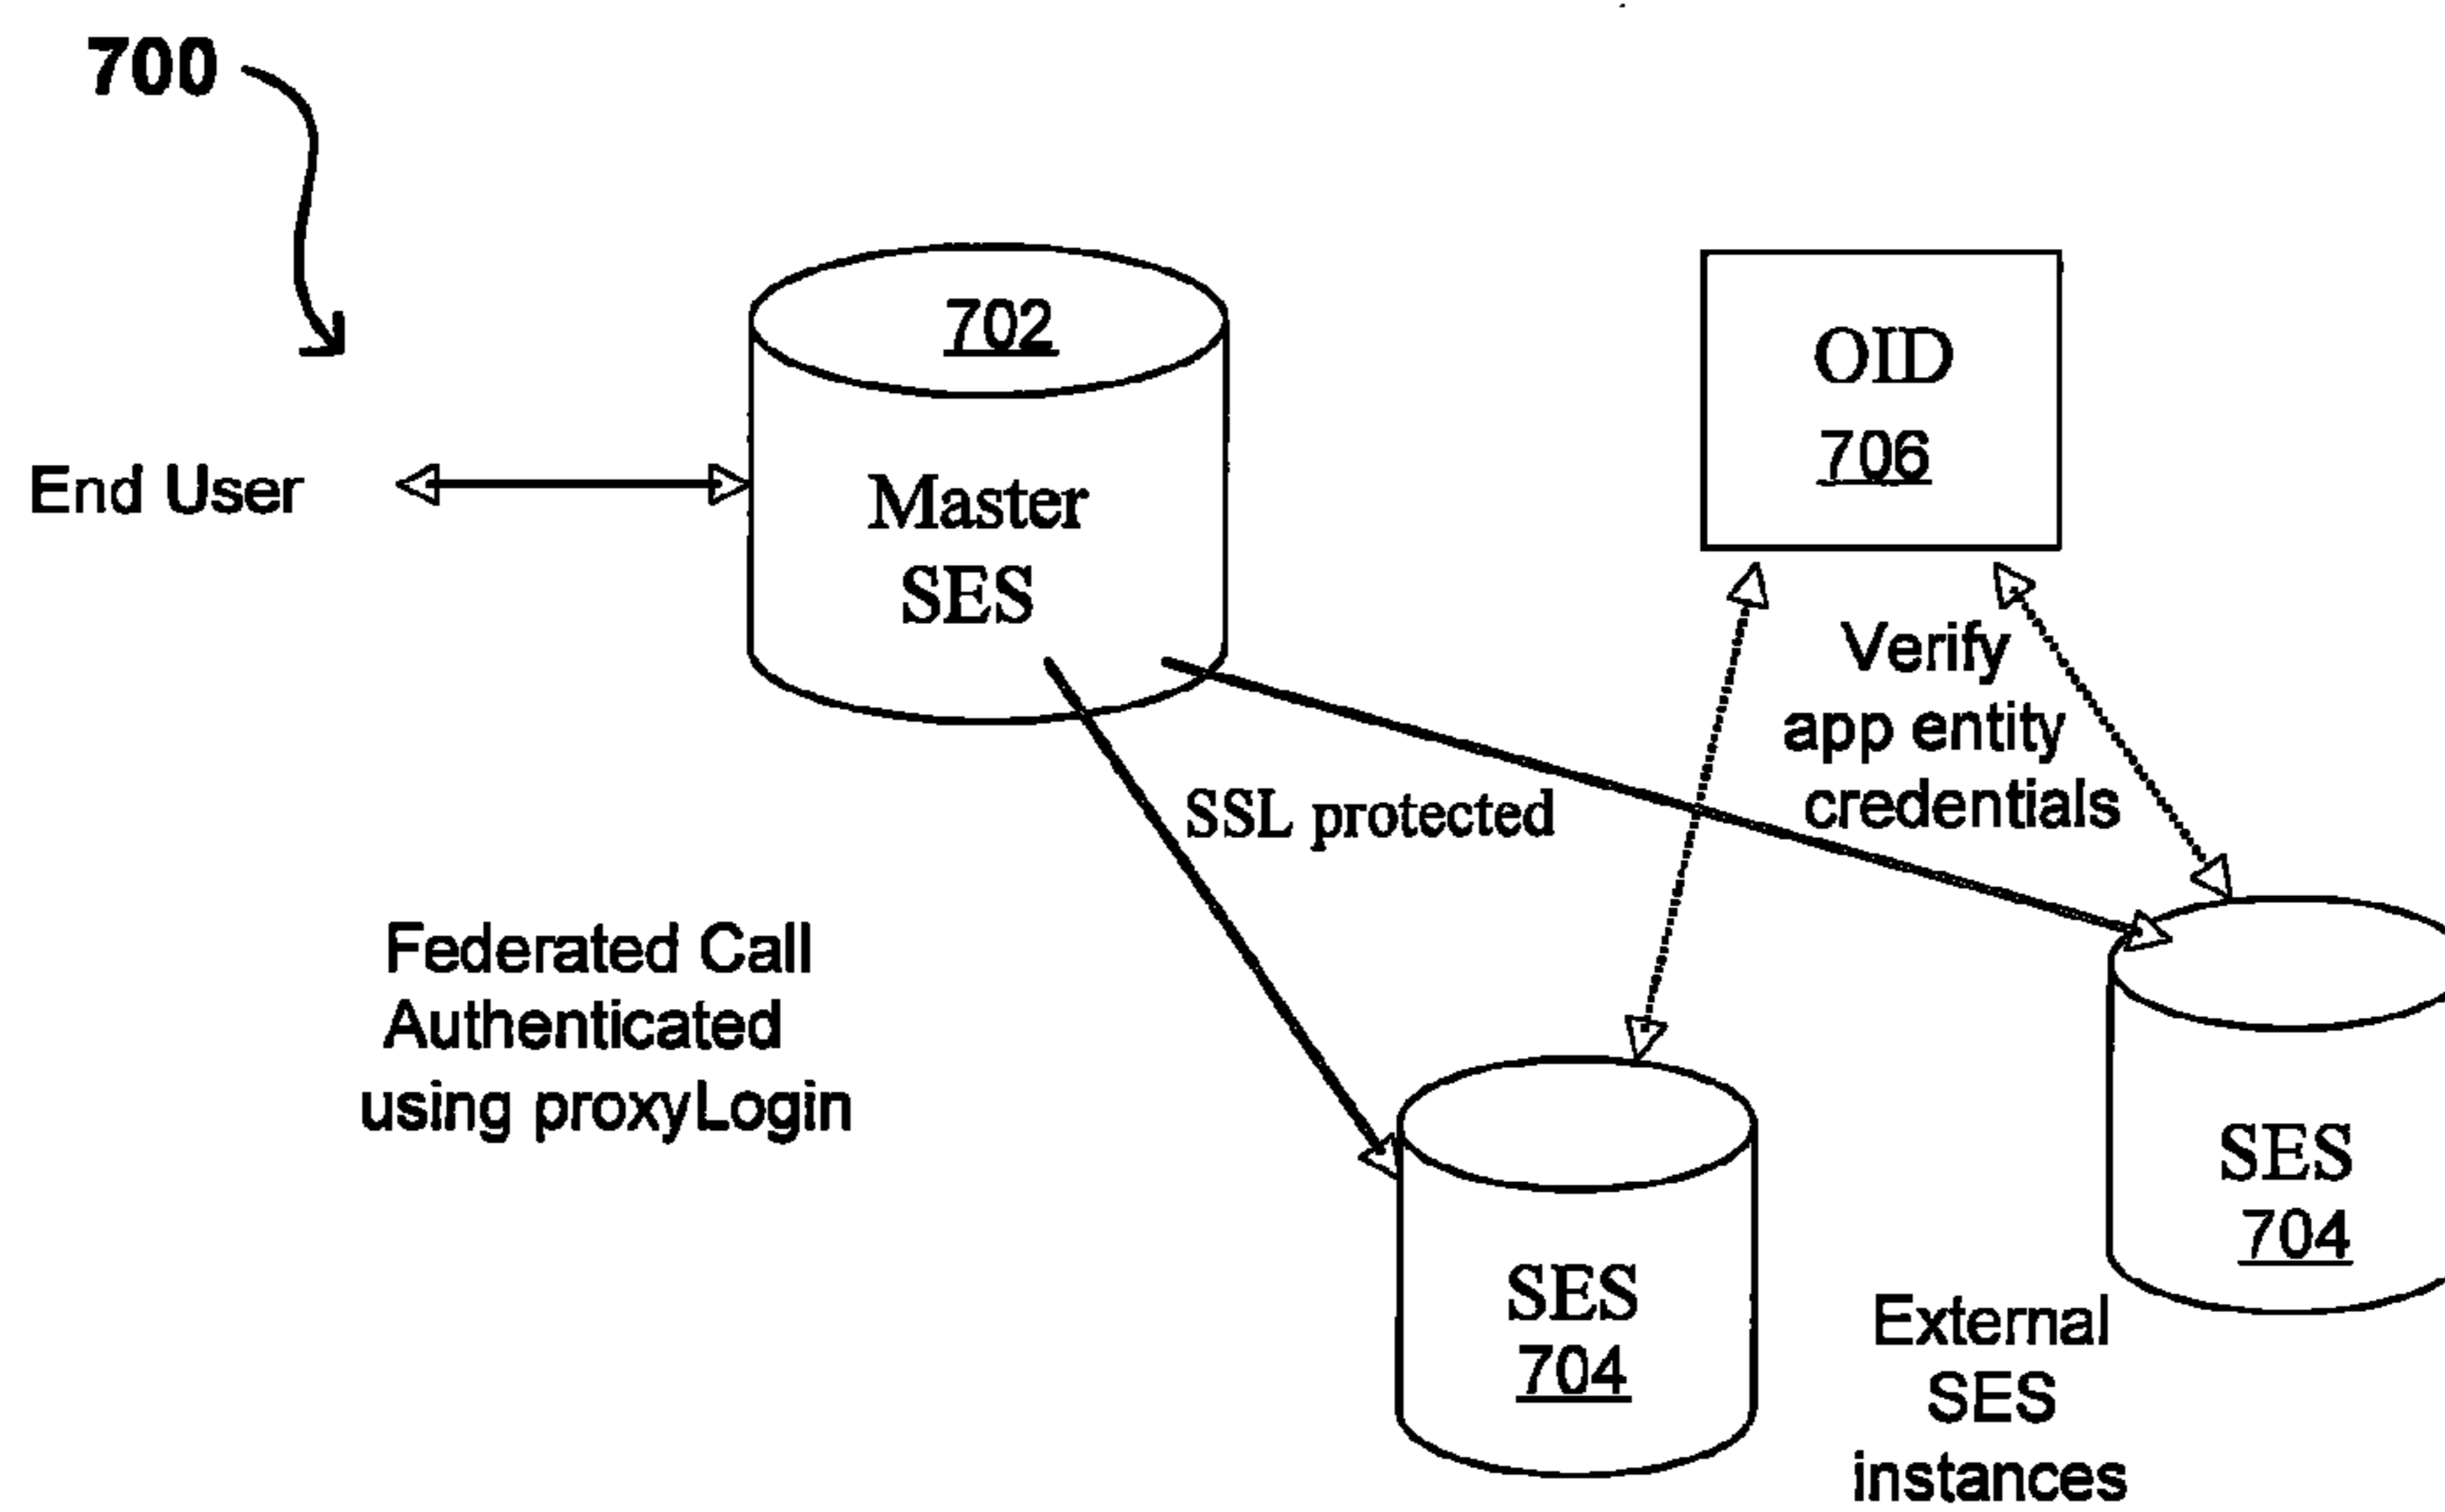 700
702
OID
706
End User
Master
SES
Verify
app entity
credentials
SSL protected
Federated Call
Authenticated
using proxyLogin
SES
704
SES
704
External
SES
instances